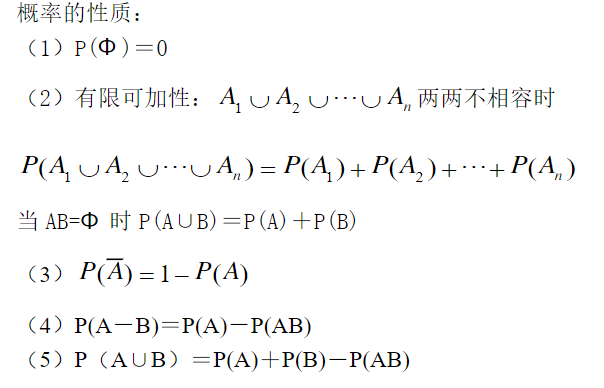 概率的性质：
（1）P(Φ)＝0
（2）有限可加性： A₁ ∪ A₂ ∪ ⋯ ∪ Aₙ 两两不相容时
P(A₁ ∪ A₂ ∪ ⋯ ∪ Aₙ) = P(A₁) + P(A₂) + ⋯ + P(Aₙ)
当 AB=Φ 时 P(A∪B)＝P(A)＋P(B)
（3） P(A̅) = 1 − P(A)
（4）P(A－B)=P(A)－P(AB)
（5）P（A∪B）＝P(A)＋P(B)－P(AB)